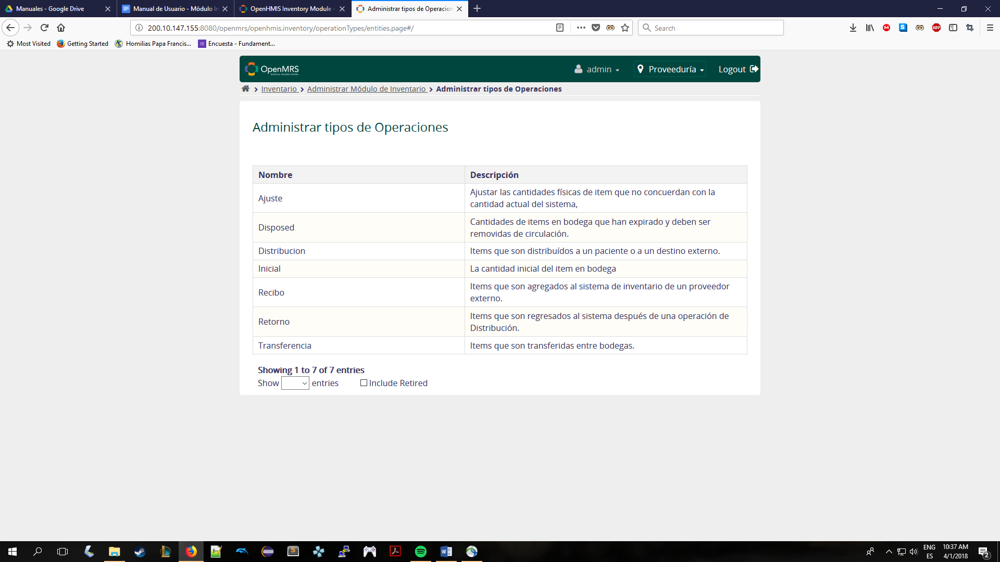 Manuales - Google Drive
Manual de Usuario - Módulo In
OpenHMIS Inventory Module -
Administrar tipos de Operacion
200.10.147.155:8080/openmrs/openhmis.inventory/operationTypes/entities.page#/
Search
Most Visited
Getting Started
Homilias Papa Francis...
Encuesta - Fundament...
OpenMRS
MEDICAL RECORD SYSTEM
admin
Proveeduría
Logout
Inventario
Administrar Módulo de Inventario
Administrar tipos de Operaciones
Administrar tipos de Operaciones
Nombre
Descripción
Ajuste
Ajustar las cantidades físicas de item que no concuerdan con la
cantidad actual del sistema,
Disposed
Cantidades de items en bodega que han expirado y deben ser
removidas de circulación.
Distribucion
Items que son distribuídos a un paciente o a un destino externo.
Inicial
La cantidad inicial del item en bodega
Recibo
Items que son agregados al sistema de inventario de un proveedor
externo.
Retorno
Items que son regresados al sistema después de una operación de
Distribución.
Transferencia
Items que son transferidas entre bodegas.
Showing 1 to 7 of 7 entries
Show entries
Include Retired
ENG
ES
10:37 AM
4/1/2018
2